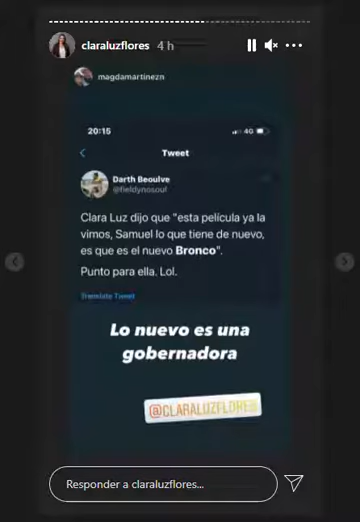 claraluzflores 4 h
magdamartinezn
20:15
4G
Tweet
Darth Beoulve
@fieldynosoul
Clara Luz dijo que "esta película ya la
vimos, Samuel lo que tiene de nuevo,
es que es el nuevo Bronco".
Punto para ella. Lol.
Translate Tweet
Lo nuevo es una
gobernadora
@CLARALUZFLORES
Responder a claraluzflores...